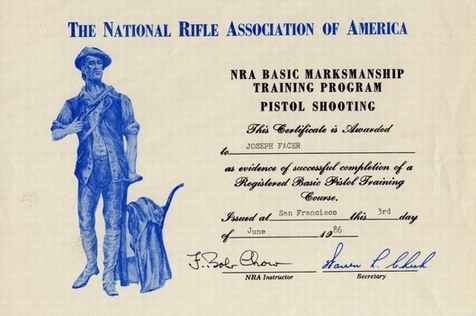 THE NATIONAL RIFLE ASSOCIATION OF AMERICA
NRA BASIC MARKSMANSHIP
TRAINING PROGRAM
PISTOL SHOOTING
This Certificate is Awarded
to JOSEPH FACER
as evidence of successful completion of a
Registered Basic Pistol Training
Course.
Issued at San Francisco this 3rd day
of June 1986
F. Bob Chow
NRA Instructor
Secretary